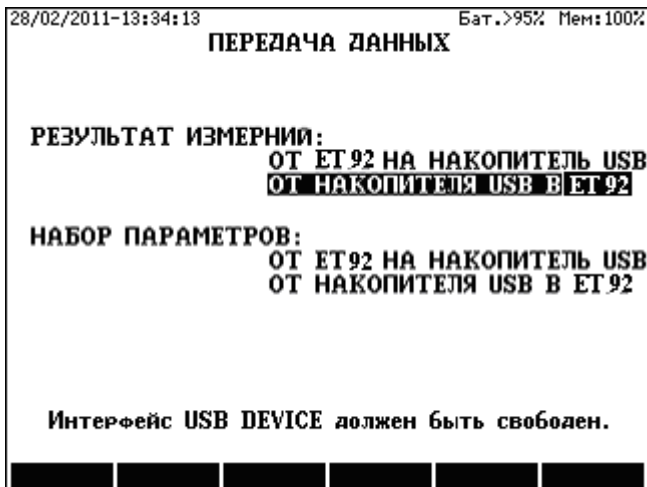 28/02/2011-13:34:13 Бат.>95% Мем:100%
ПЕРЕДАЧА ДАННЫХ
РЕЗУЛЬТАТ ИЗМЕРНИЙ:
ОТ ET92 НА НАКОПИТЕЛЬ USB
ОТ НАКОПИТЕЛЯ USB В ET92
НАБОР ПАРАМЕТРОВ:
ОТ ET92 НА НАКОПИТЕЛЬ USB
ОТ НАКОПИТЕЛЯ USB В ET92
Интерфейс USB DEVICE должен быть свободен.